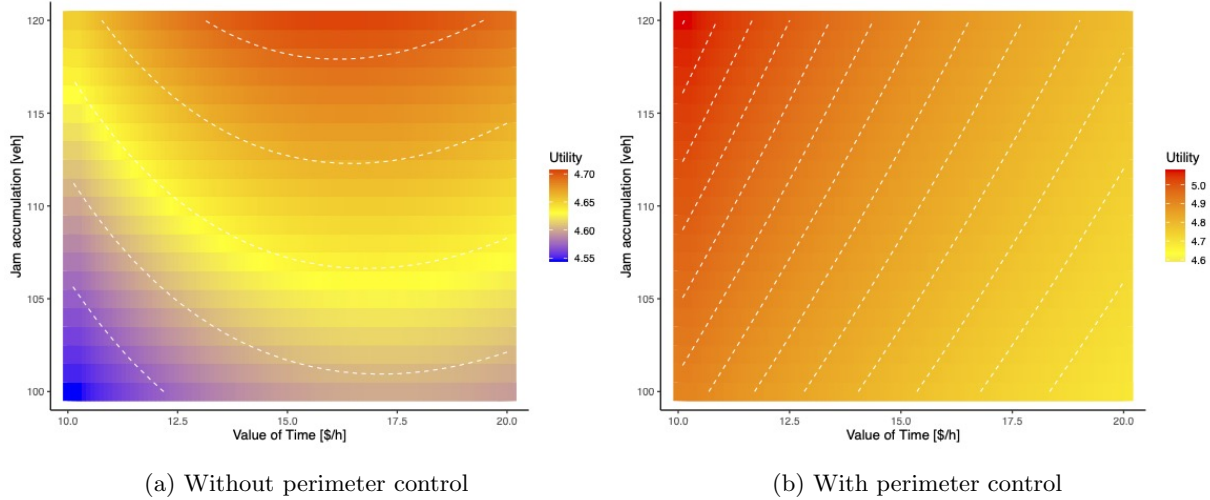 120
115
110
105
100
Jam accumulation [veh]
10.0 12.5 15.0 17.5 20.0
Value of Time [$/h]
Utility
4.70
4.65
4.60
4.55
(a) Without perimeter control
120
115
110
105
100
Jam accumulation [veh]
10.0 12.5 15.0 17.5 20.0
Value of Time [$/h]
Utility
5.0
4.9
4.8
4.7
4.6
(b) With perimeter control